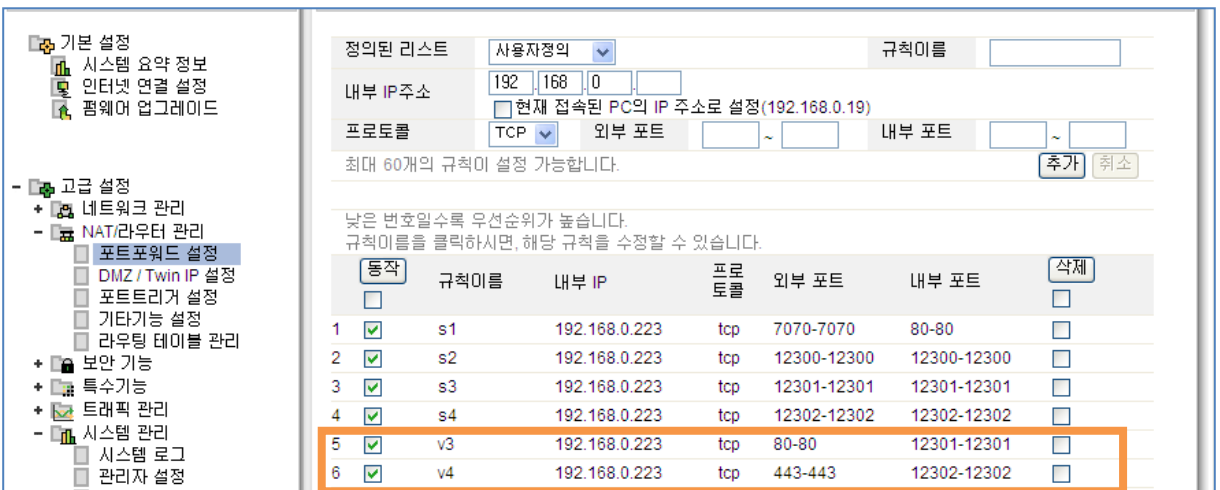 기본 설정
시스템 요약 정보
인터넷 연결 설정
펌웨어 업그레이드
- 고급 설정
+ 네트워크 관리
- NAT/라우터 관리
포트포워드 설정
DMZ / Twin IP 설정
포트트리거 설정
기타기능 설정
라우팅 테이블 관리
+ 보안 기능
+ 특수기능
+ 트래픽 관리
- 시스템 관리
시스템 로그
관리자 설정
정의된 리스트 사용자정의 규칙이름
내부 IP주소 192 .168 .0 .
현재 접속된 PC의 IP 주소로 설정(192.168.0.19)
프로토콜 TCP 외부 포트 ~ 내부 포트 ~
최대 60개의 규칙이 설정 가능합니다. 추가 취소
낮은 번호일수록 우선순위가 높습니다.
규칙이름을 클릭하시면, 해당 규칙을 수정할 수 있습니다.
동작 규칙이름 내부 IP 프로토콜 외부 포트 내부 포트 삭제
1 s1 192.168.0.223 tcp 7070-7070 80-80
2 s2 192.168.0.223 tcp 12300-12300 12300-12300
3 s3 192.168.0.223 tcp 12301-12301 12301-12301
4 s4 192.168.0.223 tcp 12302-12302 12302-12302
5 v3 192.168.0.223 tcp 80-80 12301-12301
6 v4 192.168.0.223 tcp 443-443 12302-12302